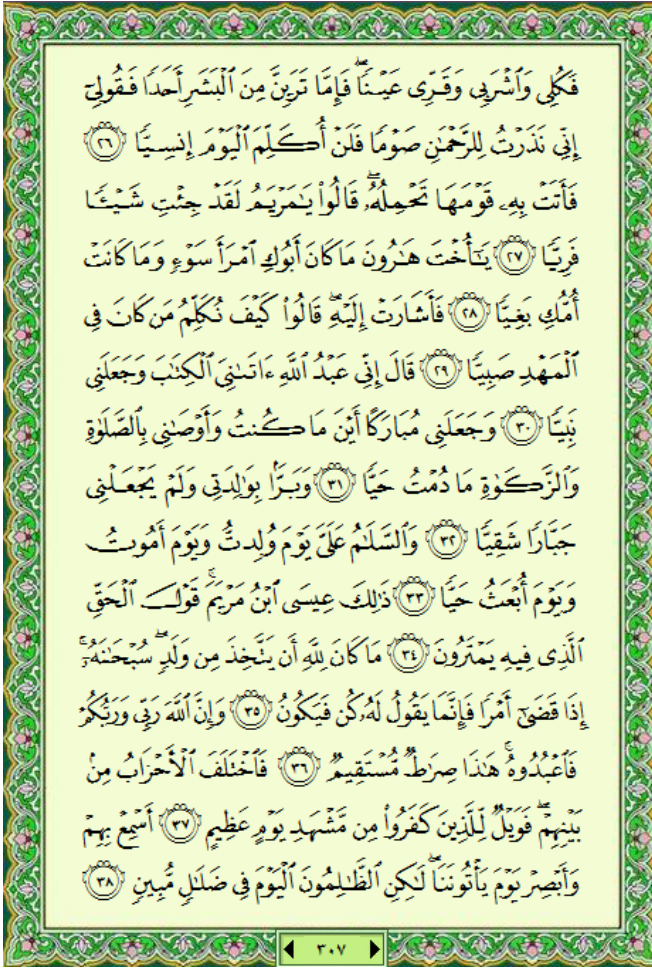 فَكُلِى وَٱشْرَبِى وَقَرِّى عَيْنًۭا ۖ فَإِمَّا تَرَيِنَّ مِنَ ٱلْبَشَرِ أَحَدًۭا فَقُولِىٓ
إِنِّى نَذَرْتُ لِلرَّحْمَٰنِ صَوْمًۭا فَلَنْ أُكَلِّمَ ٱلْيَوْمَ إِنسِيًّۭا ٢٦
فَأَتَتْ بِهِۦ قَوْمَهَا تَحْمِلُهُۥ ۖ قَالُوا۟ يَٰمَرْيَمُ لَقَدْ جِئْتِ شَيْـًۭٔا
فَرِيًّۭا ٢٧ يَٰٓأُخْتَ هَٰرُونَ مَا كَانَ أَبُوكِ ٱمْرَأَ سَوْءٍۢ وَمَا كَانَتْ
أُمُّكِ بَغِيًّۭا ٢٨ فَأَشَارَتْ إِلَيْهِ ۖ قَالُوا۟ كَيْفَ نُكَلِّمُ مَن كَانَ فِى
ٱلْمَهْدِ صَبِيًّۭا ٢٩ قَالَ إِنِّى عَبْدُ ٱللَّهِ ءَاتَىٰنِىَ ٱلْكِتَٰبَ وَجَعَلَنِى
نَبِيًّۭا ٣٠ وَجَعَلَنِى مُبَارَكًا أَيْنَ مَا كُنتُ وَأَوْصَٰنِى بِٱلصَّلَوٰةِ
وَٱلزَّكَوٰةِ مَا دُمْتُ حَيًّۭا ٣١ وَبَرًّۢا بِوَٰلِدَتِى وَلَمْ يَجْعَلْنِى
جَبَّارًۭا شَقِيًّۭا ٣٢ وَٱلسَّلَٰمُ عَلَىَّ يَوْمَ وُلِدتُّ وَيَوْمَ أَمُوتُ
وَيَوْمَ أُبْعَثُ حَيًّۭا ٣٣ ذَٰلِكَ عِيسَى ٱبْنُ مَرْيَمَ ۚ قَوْلَ ٱلْحَقِّ
ٱلَّذِى فِيهِ يَمْتَرُونَ ٣٤ مَا كَانَ لِلَّهِ أَن يَتَّخِذَ مِن وَلَدٍۢ ۖ سُبْحَٰنَهُۥٓ ۚ
إِذَا قَضَىٰٓ أَمْرًۭا فَإِنَّمَا يَقُولُ لَهُۥ كُن فَيَكُونُ ٣٥ وَإِنَّ ٱللَّهَ رَبِّى وَرَبُّكُمْ
فَٱعْبُدُوهُ ۚ هَٰذَا صِرَٰطٌۭ مُّسْتَقِيمٌۭ ٣٦ فَٱخْتَلَفَ ٱلْأَحْزَابُ مِنۢ
بَيْنِهِمْ ۖ فَوَيْلٌۭ لِّلَّذِينَ كَفَرُوا۟ مِن مَّشْهَدِ يَوْمٍ عَظِيمٍ ٣٧ أَسْمِعْ بِهِمْ
وَأَبْصِرْ يَوْمَ يَأْتُونَنَا ۖ لَٰكِنِ ٱلظَّٰلِمُونَ ٱلْيَوْمَ فِى ضَلَٰلٍۢ مُّبِينٍۢ ٣٨
٣٠٧